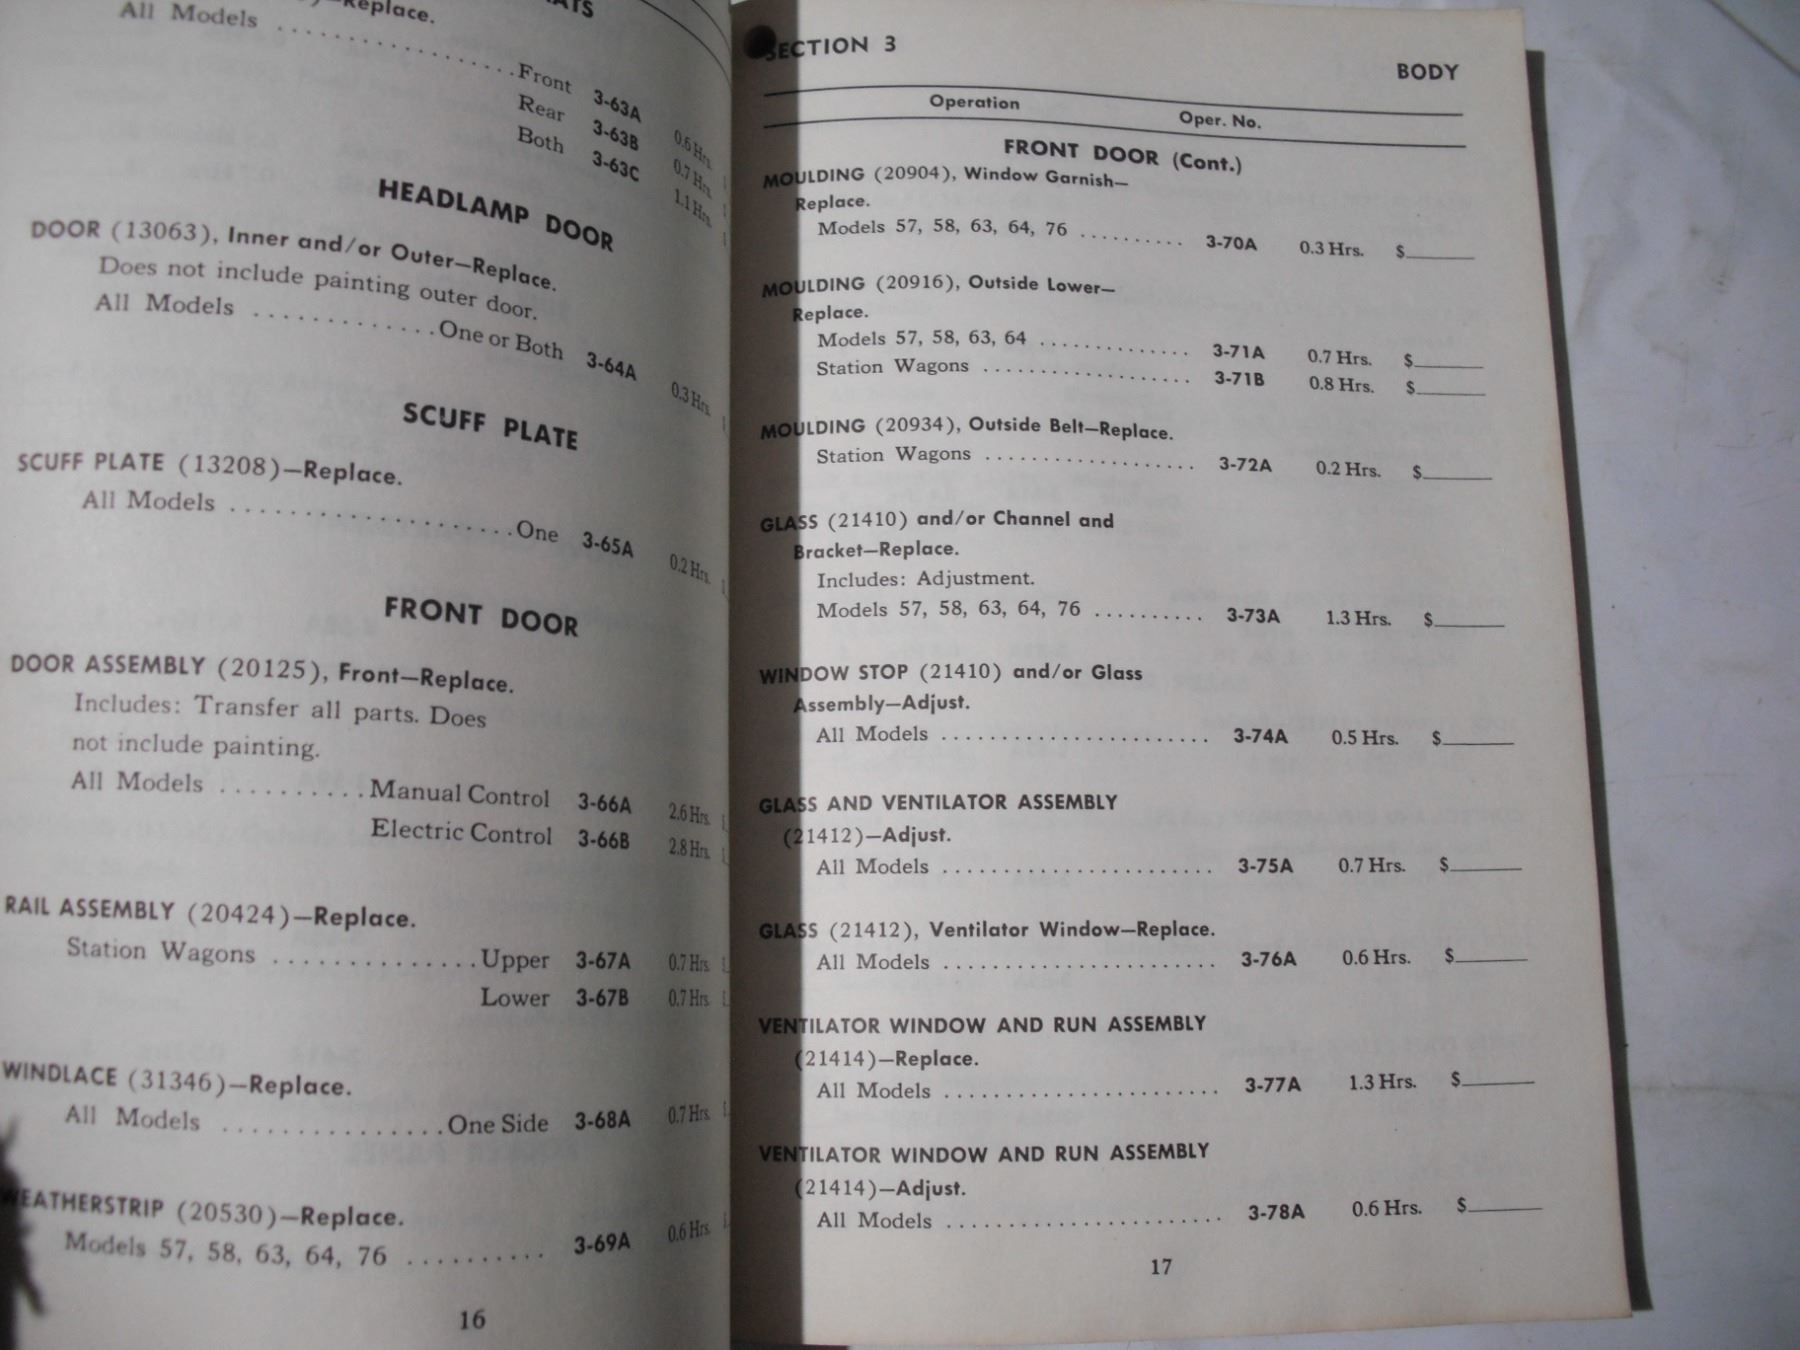 —Replace.
All Models ..................Front 3-63A 0.6 Hrs.
Rear 3-63B 0.7 Hrs.
Both 3-63C 1.1 Hrs.
HEADLAMP DOOR
DOOR (13063), Inner and/or Outer—Replace.
Does not include painting outer door.
All Models .............One or Both 3-64A 0.3 Hrs.
SCUFF PLATE
SCUFF PLATE (13208)—Replace.
All Models ...................One 3-65A 0.2 Hrs.
FRONT DOOR
DOOR ASSEMBLY (20125), Front—Replace.
Includes: Transfer all parts. Does
not include painting.
All Models ..........Manual Control 3-66A 2.6 Hrs.
Electric Control 3-66B 2.8 Hrs.
RAIL ASSEMBLY (20424)—Replace.
Station Wagons ..............Upper 3-67A 0.7 Hrs.
Lower 3-67B 0.7 Hrs.
WINDLACE (31346)—Replace.
All Models ...............One Side 3-68A 0.7 Hrs.
WEATHERSTRIP (20530)—Replace.
Models 57, 58, 63, 64, 76 .......... 3-69A 0.6 Hrs.
16
SECTION 3
BODY
Operation Oper. No.
FRONT DOOR (Cont.)
MOULDING (20904), Window Garnish—
Replace.
Models 57, 58, 63, 64, 76 .......... 3-70A 0.3 Hrs. $______
MOULDING (20916), Outside Lower—
Replace.
Models 57, 58, 63, 64 .............. 3-71A 0.7 Hrs. $______
Station Wagons ................... 3-71B 0.8 Hrs. $______
MOULDING (20934), Outside Belt—Replace.
Station Wagons ................... 3-72A 0.2 Hrs. $______
GLASS (21410) and/or Channel and
Bracket—Replace.
Includes: Adjustment.
Models 57, 58, 63, 64, 76 .......... 3-73A 1.3 Hrs. $______
WINDOW STOP (21410) and/or Glass
Assembly—Adjust.
All Models ........................ 3-74A 0.5 Hrs. $______
GLASS AND VENTILATOR ASSEMBLY
(21412)—Adjust.
All Models ........................ 3-75A 0.7 Hrs. $______
GLASS (21412), Ventilator Window—Replace.
All Models ........................ 3-76A 0.6 Hrs. $______
VENTILATOR WINDOW AND RUN ASSEMBLY
(21414)—Replace.
All Models ........................ 3-77A 1.3 Hrs. $______
VENTILATOR WINDOW AND RUN ASSEMBLY
(21414)—Adjust.
All Models ........................ 3-78A 0.6 Hrs. $______
17